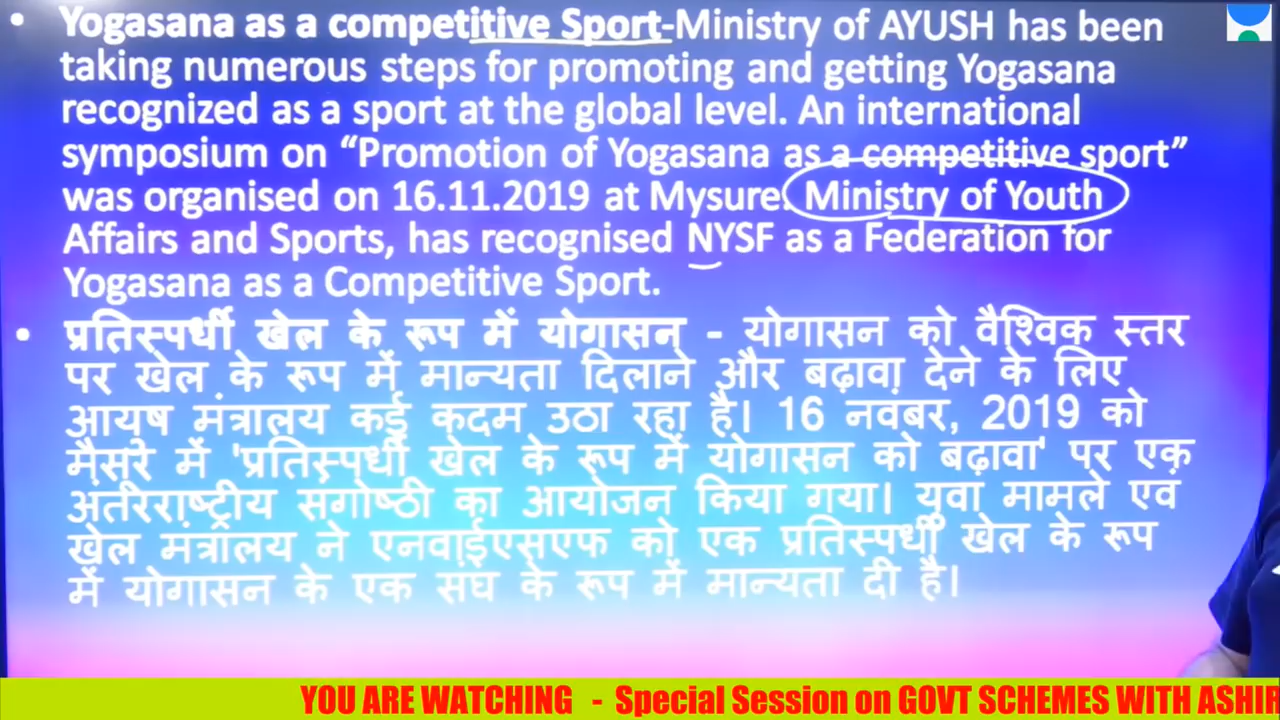 • Yogasana as a competitive Sport-Ministry of AYUSH has been
taking numerous steps for promoting and getting Yogasana
recognized as a sport at the global level. An international
symposium on “Promotion of Yogasana as a competitive sport”
was organised on 16.11.2019 at Mysure. Ministry of Youth
Affairs and Sports, has recognised NYSF as a Federation for
Yogasana as a Competitive Sport.
• प्रतिस्पर्धी खेल के रूप में योगासन - योगासन को वैश्विक स्तर
पर खेल के रूप में मान्यता दिलाने और बढ़ावा देने के लिए
आयुष मंत्रालय कई कदम उठा रहा है। 16 नवंबर, 2019 को
मैसूरे में 'प्रतिस्पर्धी खेल के रूप में योगासन को बढ़ावा' पर एक
अंतरराष्ट्रीय संगोष्ठी का आयोजन किया गया। युवा मामले एवं
खेल मंत्रालय ने एनवाईएसएफ को एक प्रतिस्पर्धी खेल के रूप
में योगासन के एक संघ के रूप में मान्यता दी है।
YOU ARE WATCHING - Special Session on GOVT SCHEMES WITH ASHIR